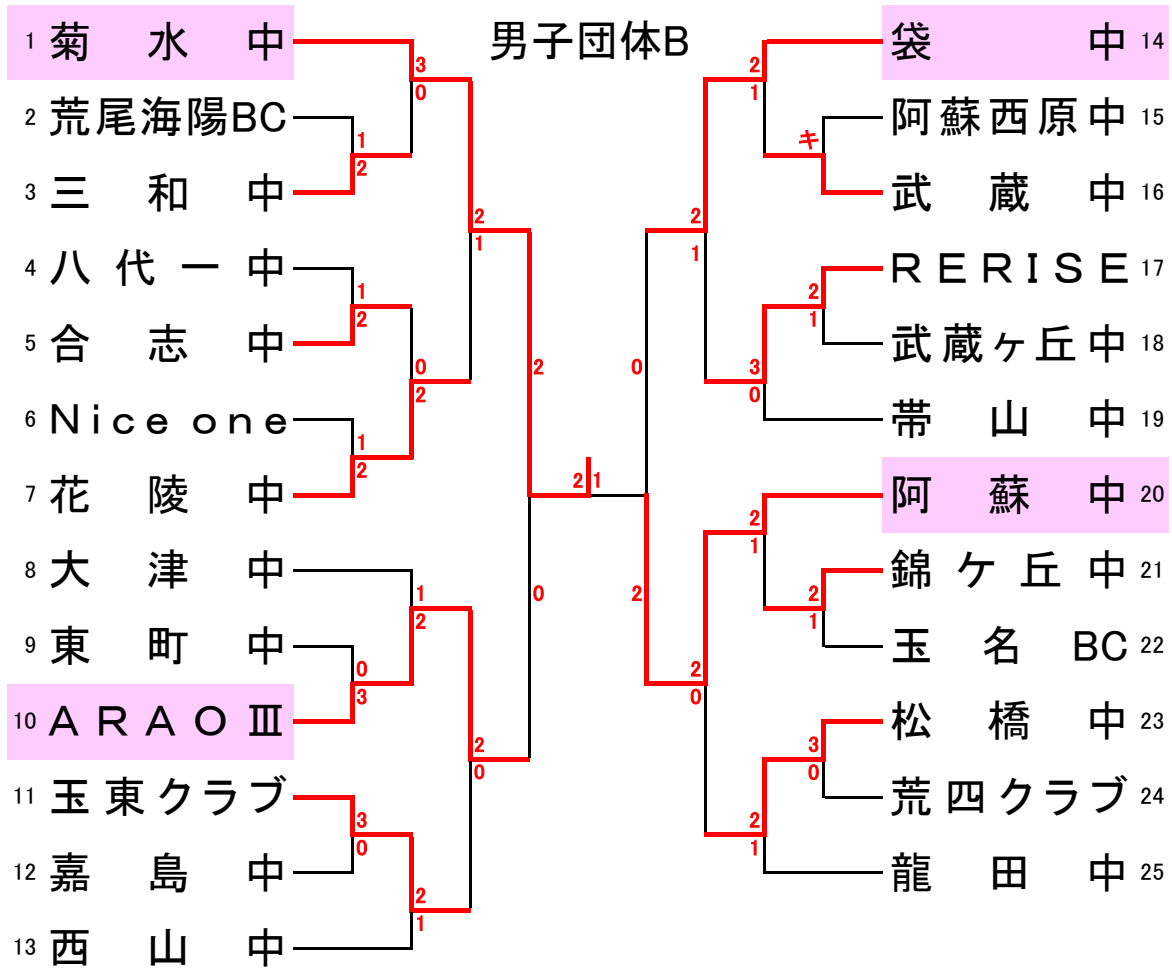 男子団体B
1 菊水中
3
0
2 荒尾海陽BC
1
2
3 三和中
2
1
4 八代一中
1
2
5 合志中
0
2
6 Nice one
1
2
7 花陵中
2
0
8 大津中
1
2
9 東町中
0
3
10 ARAOⅢ
2
0
11 玉東クラブ
3
0
12 嘉島中
2
1
13 西山中
2 1
袋中 14
2
1
阿蘇西原中 15
キ
武蔵中 16
2
1
RERISE 17
2
1
武蔵ヶ丘中 18
3
0
帯山中 19
0
2
阿蘇中 20
2
1
錦ケ丘中 21
2
1
玉名BC 22
2
0
松橋中 23
3
0
荒四クラブ 24
2
1
龍田中 25